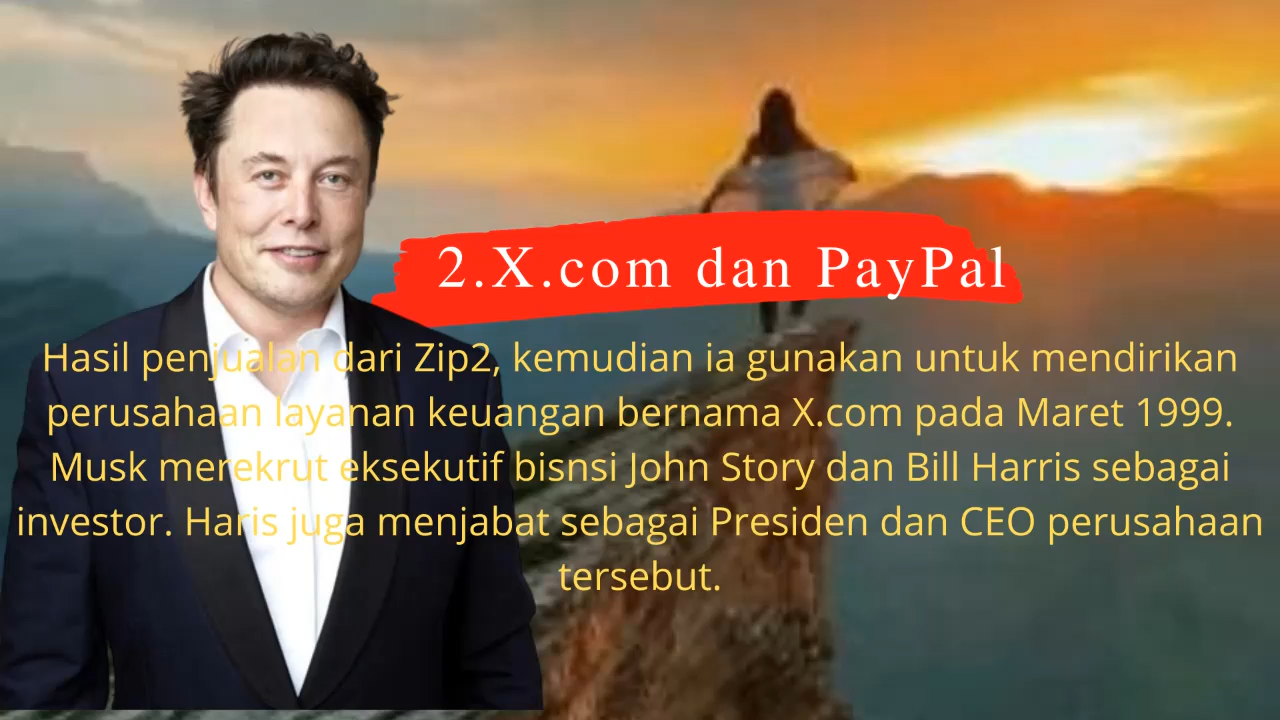 2.X.com dan PayPal
Hasil penjualan dari Zip2, kemudian ia gunakan untuk mendirikan
perusahaan layanan keuangan bernama X.com pada Maret 1999.
Musk merekrut eksekutif bisnsi John Story dan Bill Harris sebagai
investor. Haris juga menjabat sebagai Presiden dan CEO perusahaan
tersebut.